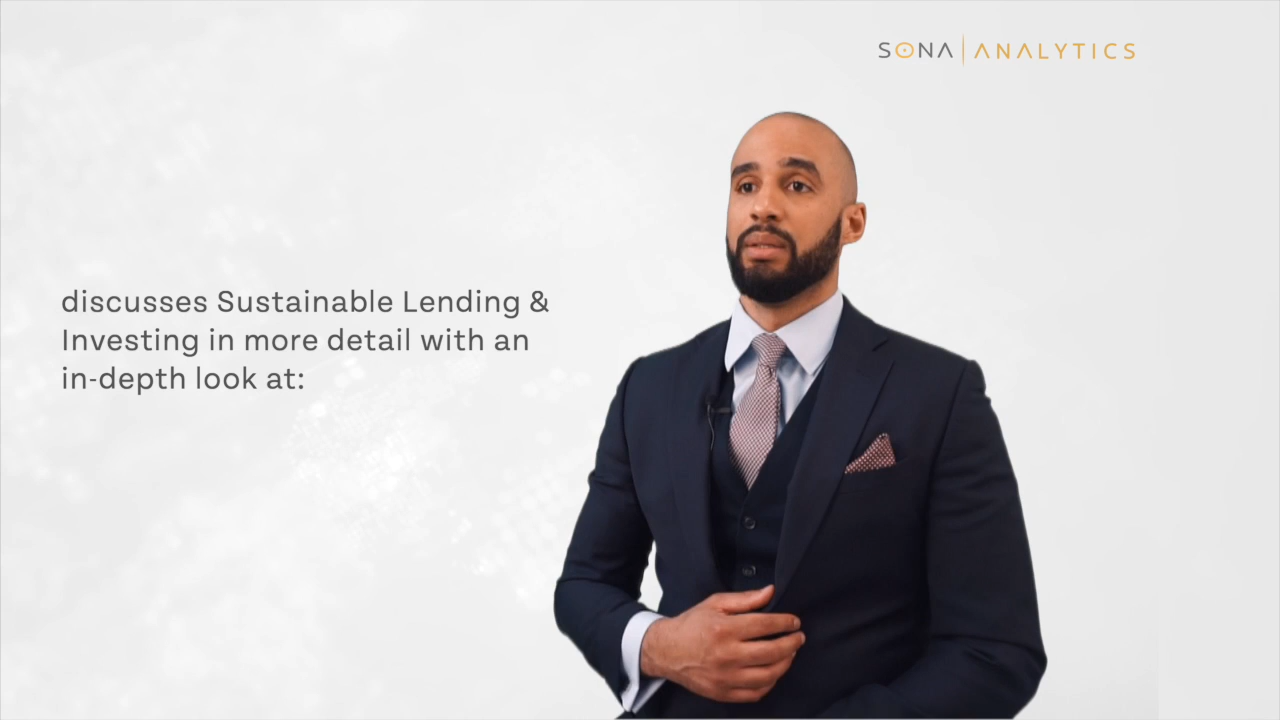 SONA | ANALYTICS
discusses Sustainable Lending &
Investing in more detail with an
in-depth look at: